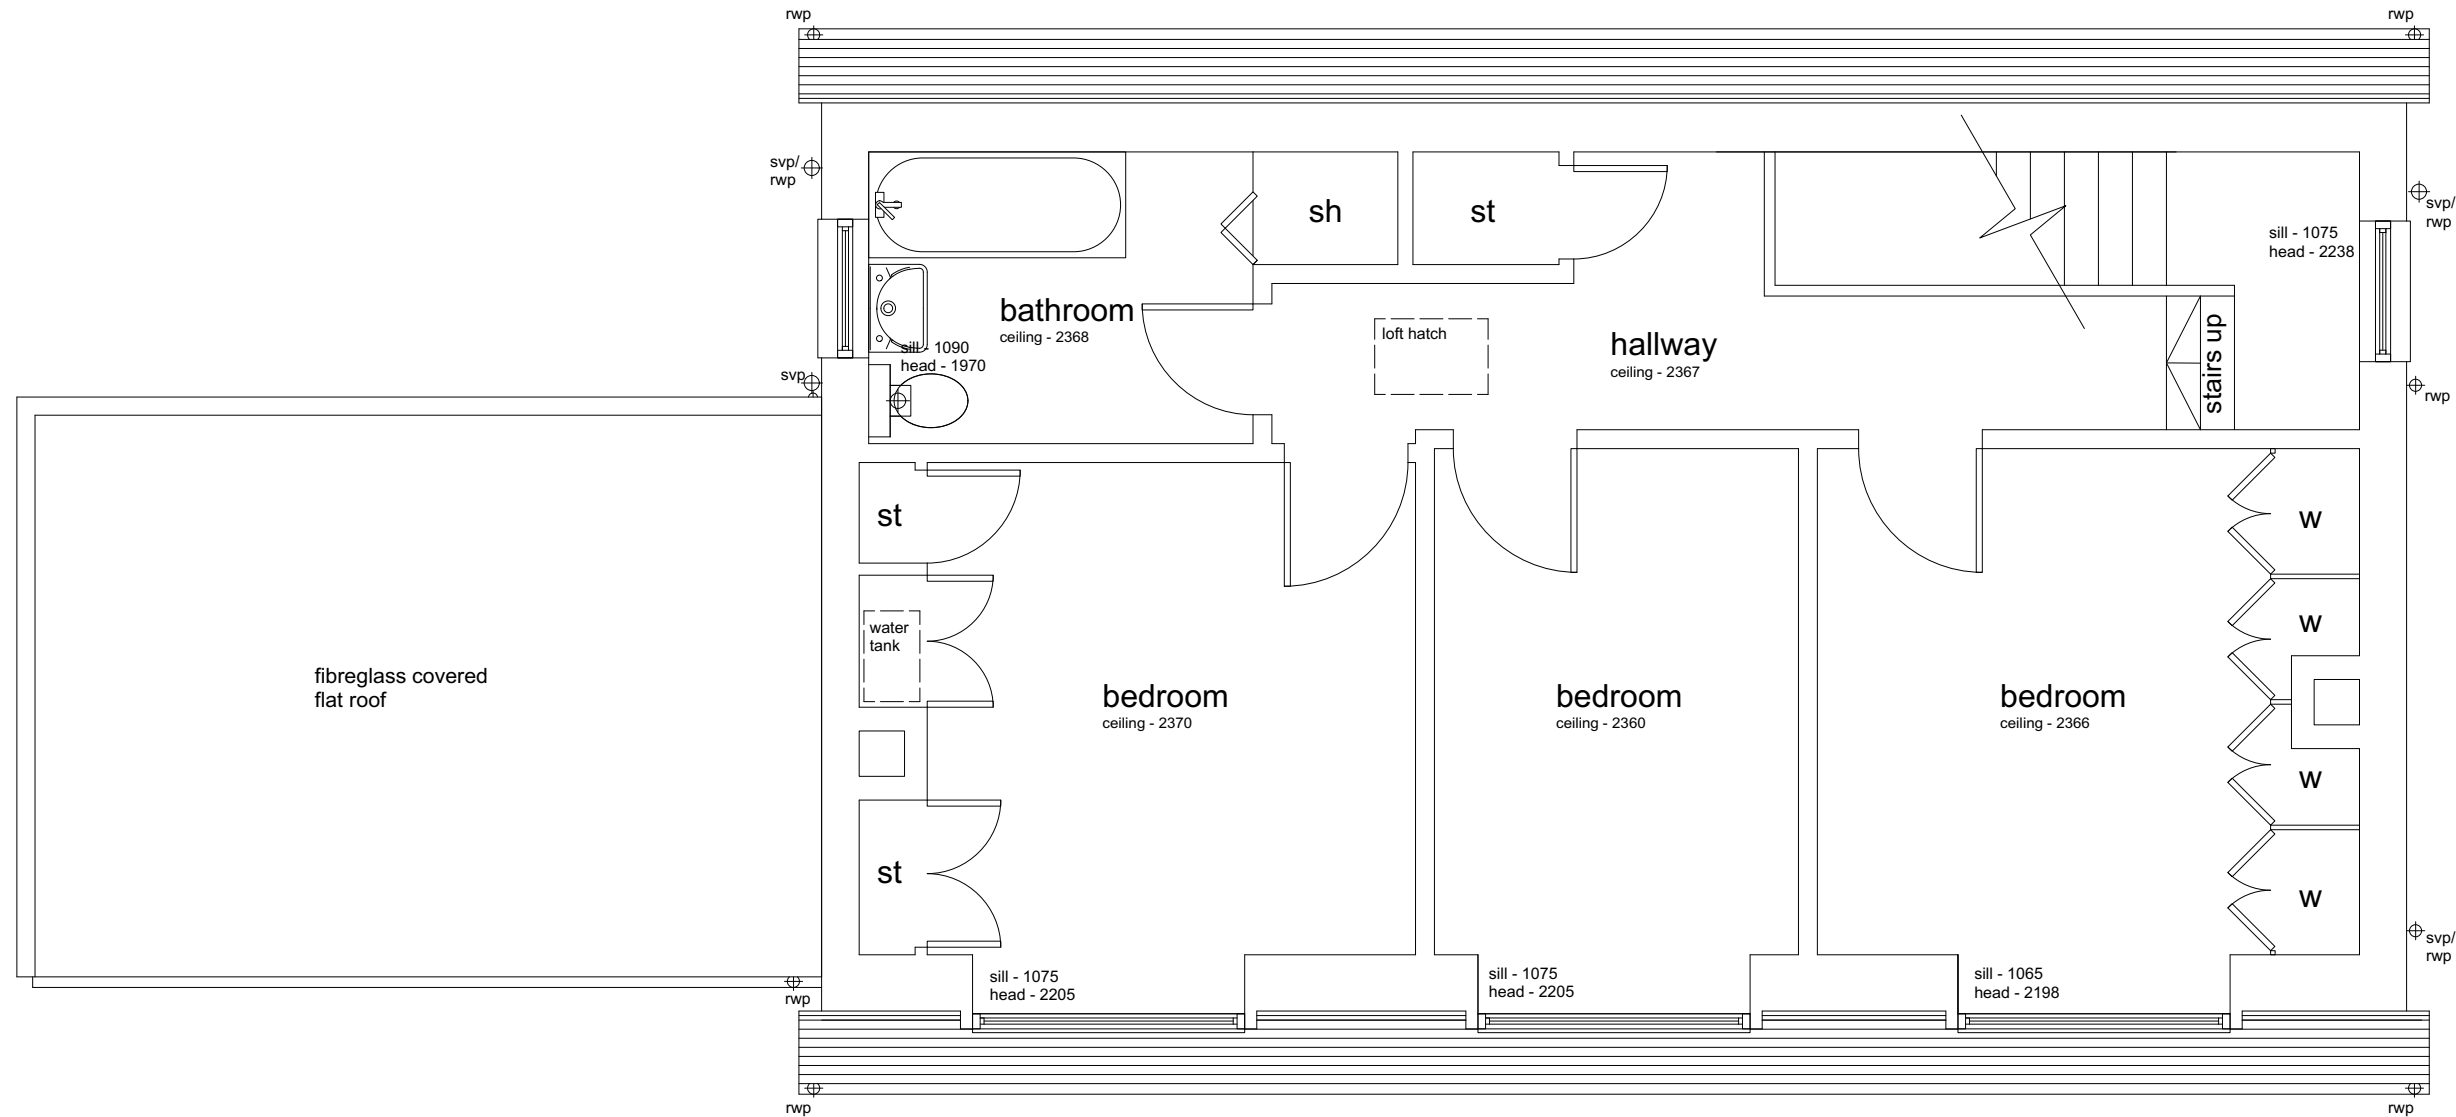 rwp
rwp
svp/
rwp
sh
st
svp/
rwp
sill - 1075
head - 2238
bathroom
ceiling - 2368
loft hatch
hallway
ceiling - 2367
sill - 1090
head - 1970
stairs up
svp
rwp
st
w
water
tank
w
fibreglass covered
flat roof
bedroom
ceiling - 2370
bedroom
ceiling - 2360
bedroom
ceiling - 2366
w
st
w
svp/
rwp
sill - 1075
head - 2205
sill - 1075
head - 2205
sill - 1065
head - 2198
rwp
rwp
rwp